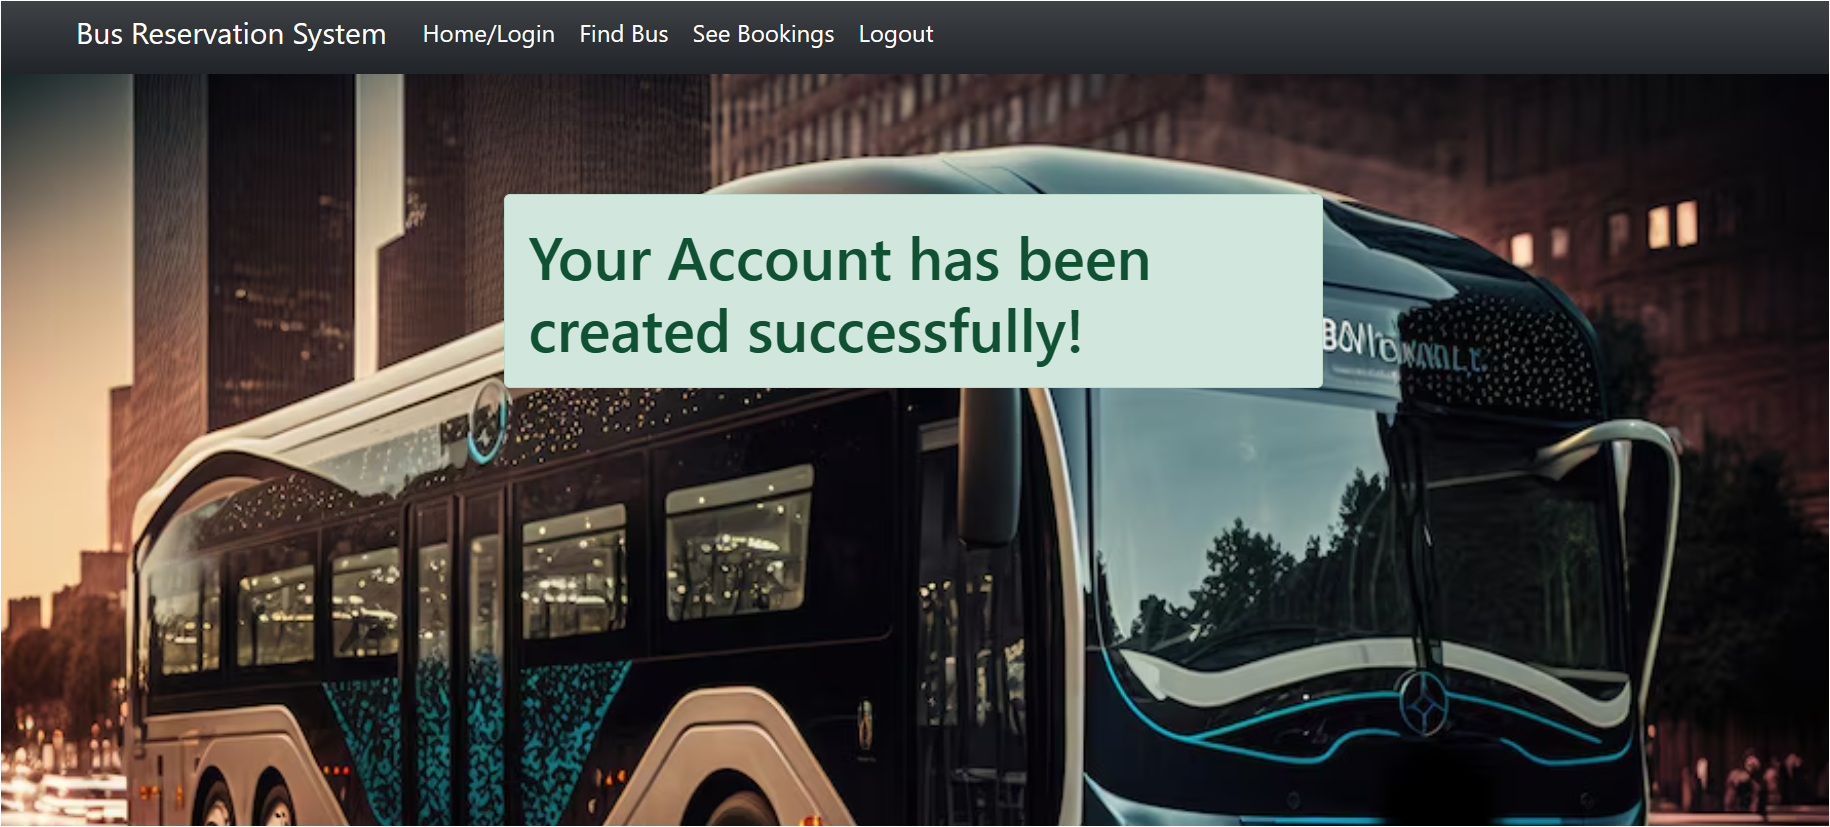 Bus Reservation System Home/Login Find Bus See Bookings Logout
Your Account has been
created successfully!